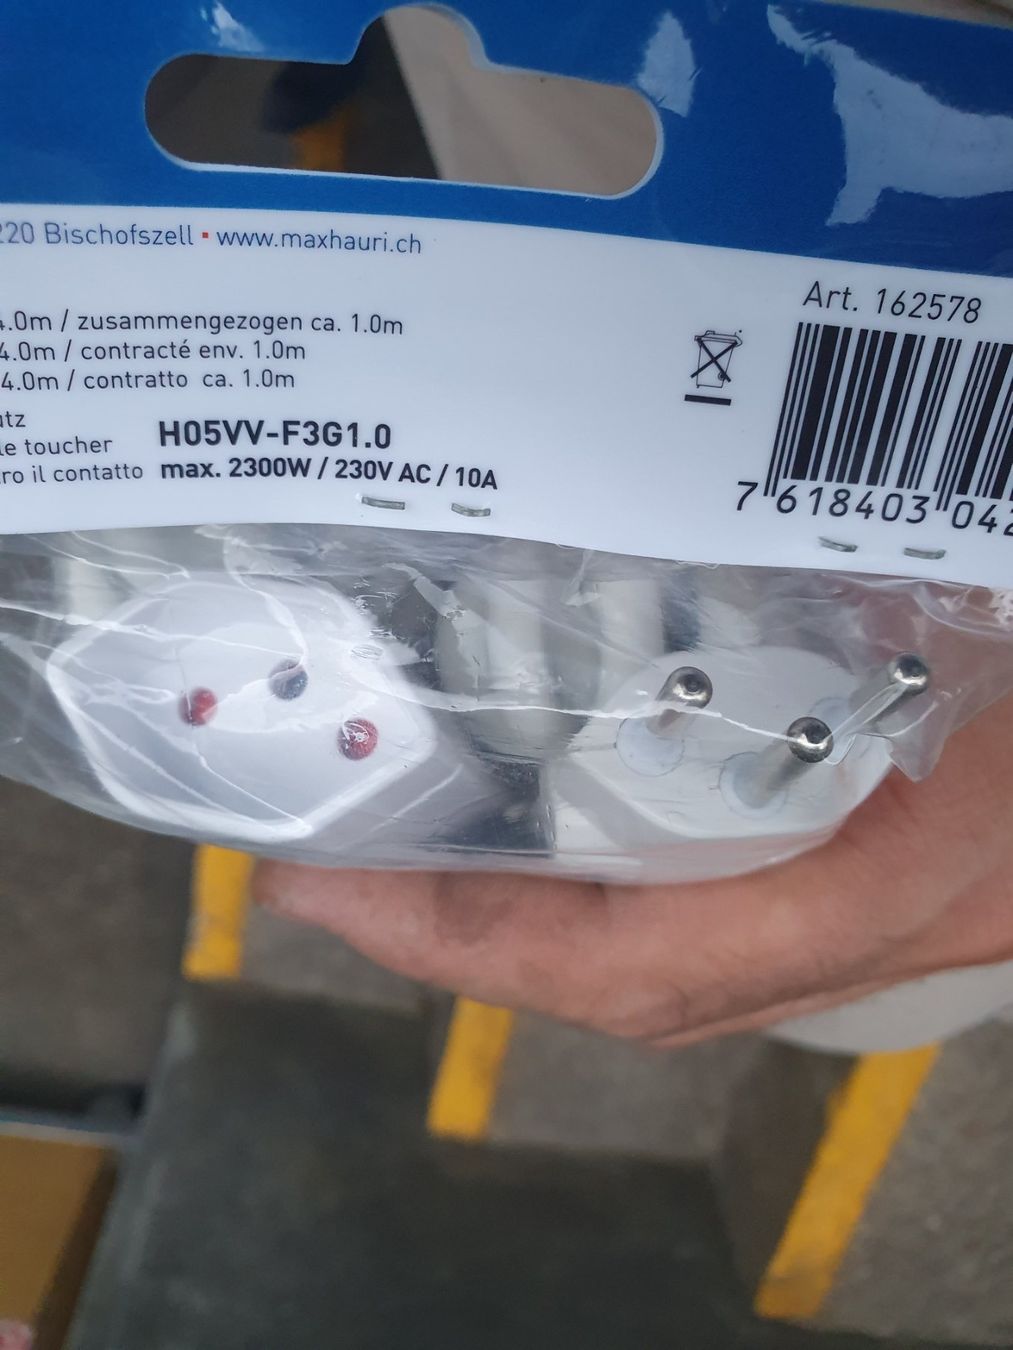 220 Bischofszell ▪ www.maxhauri.ch
Art. 162578
4.0m / zusammengezogen ca. 1.0m
4.0m / contracté env. 1.0m
4.0m / contratto ca. 1.0m
le toucher
il contatto
H05VV-F3G1.0
max. 2300W / 230V AC / 10A
7 618403 042